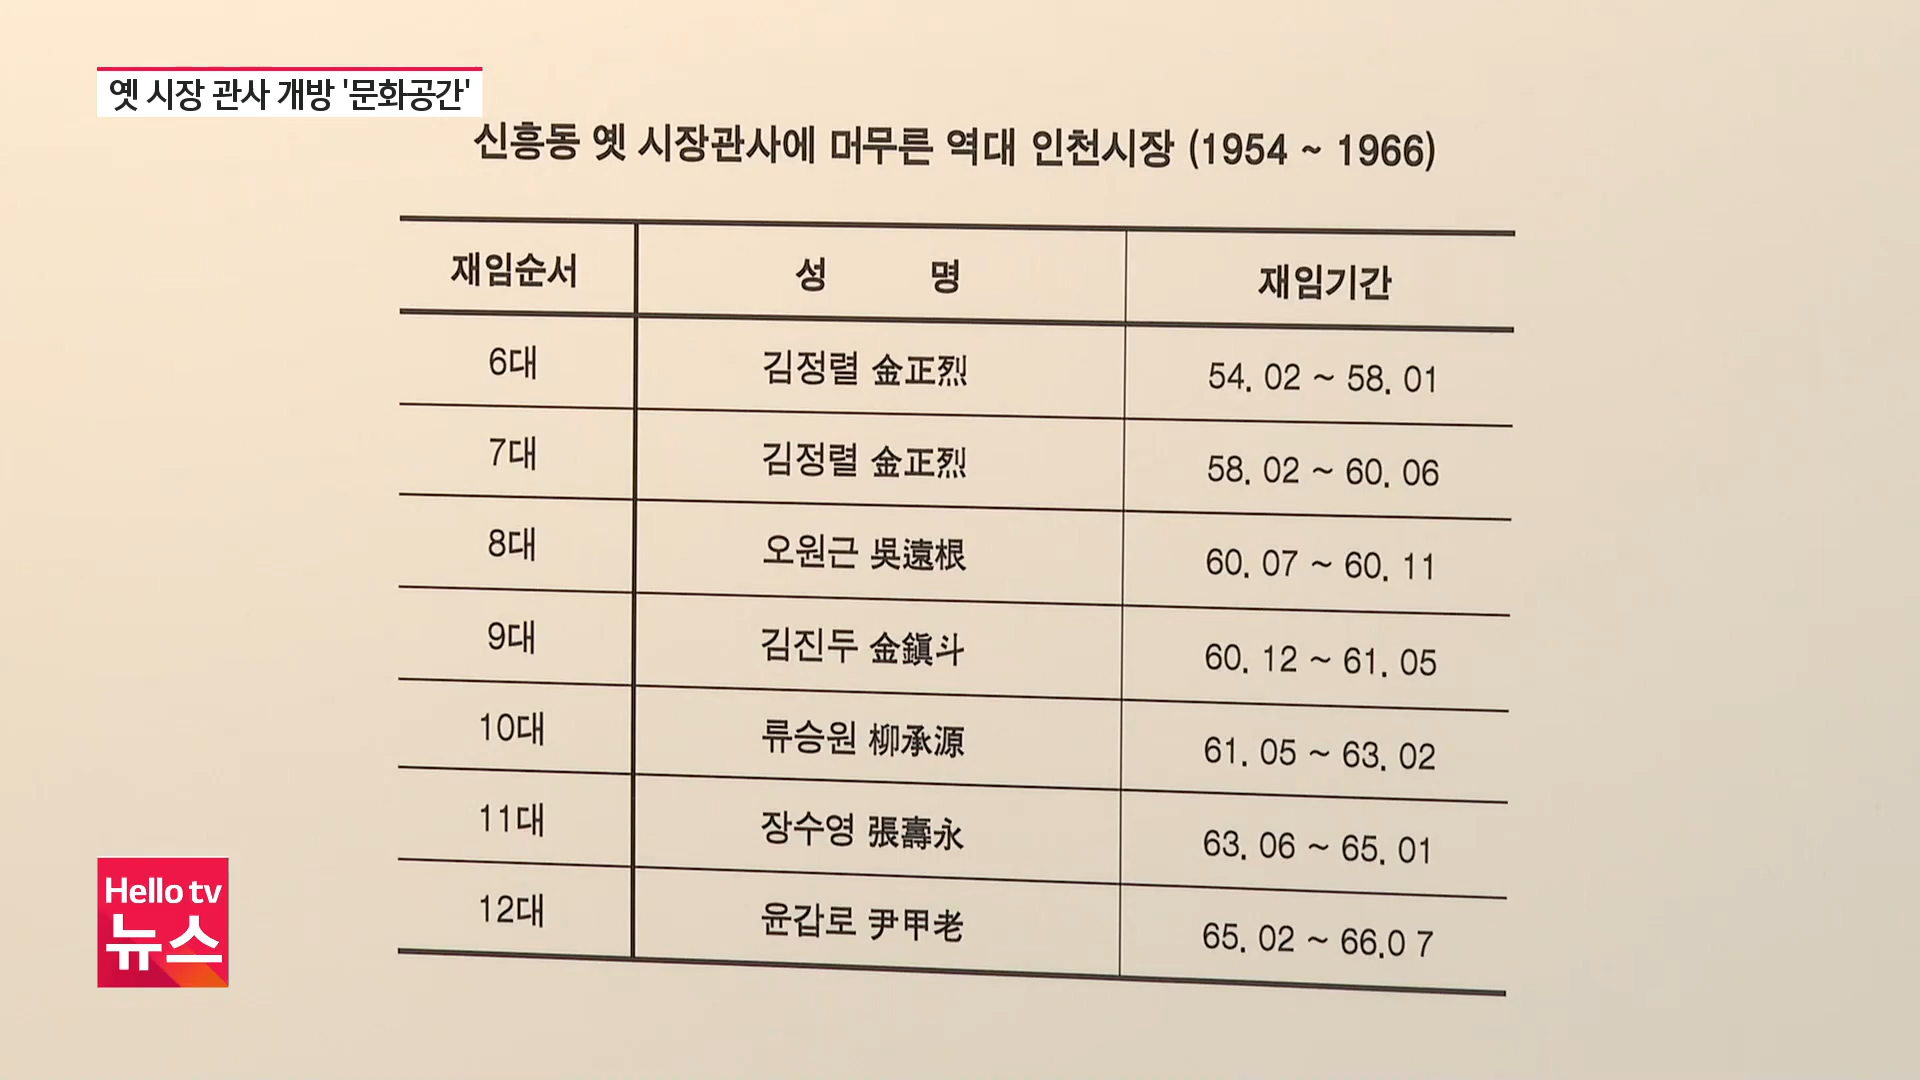 옛 시장 관사 개방 '문화공간'
신흥동 옛 시장관사에 머무른 역대 인천시장 (1954 ~ 1966)
재임순서 성 명 재임기간
6대 김정렬 金正烈 54. 02 ~ 58. 01
7대 김정렬 金正烈 58. 02 ~ 60. 06
8대 오원근 吳遠根 60. 07 ~ 60. 11
9대 김진두 金鎭斗 60. 12 ~ 61. 05
10대 류승원 柳承源 61. 05 ~ 63. 02
11대 장수영 張壽永 63. 06 ~ 65. 01
12대 윤갑로 尹甲老 65. 02 ~ 66.0 7
Hello tv
뉴스